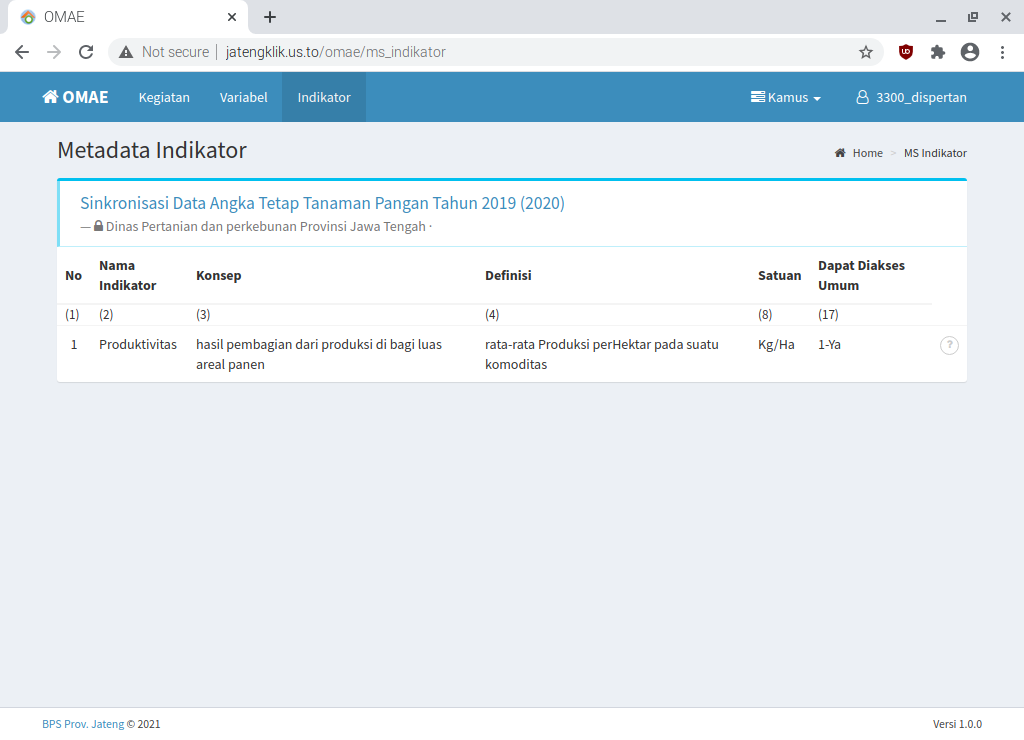 OMAE
Not secure | jatengklik.us.to/omae/ms_indikator
OMAE Kegiatan Variabel Indikator Kamus 3300_dispertan
Metadata Indikator
Home > MS Indikator
Sinkronisasi Data Angka Tetap Tanaman Pangan Tahun 2019 (2020)
— Dinas Pertanian dan perkebunan Provinsi Jawa Tengah ·
No Nama Indikator Konsep Definisi Satuan Dapat Diakses Umum
(1) (2) (3) (4) (8) (17)
1 Produktivitas hasil pembagian dari produksi di bagi luas areal panen rata-rata Produksi perHektar pada suatu komoditas Kg/Ha 1-Ya ?
BPS Prov. Jateng © 2021 Versi 1.0.0